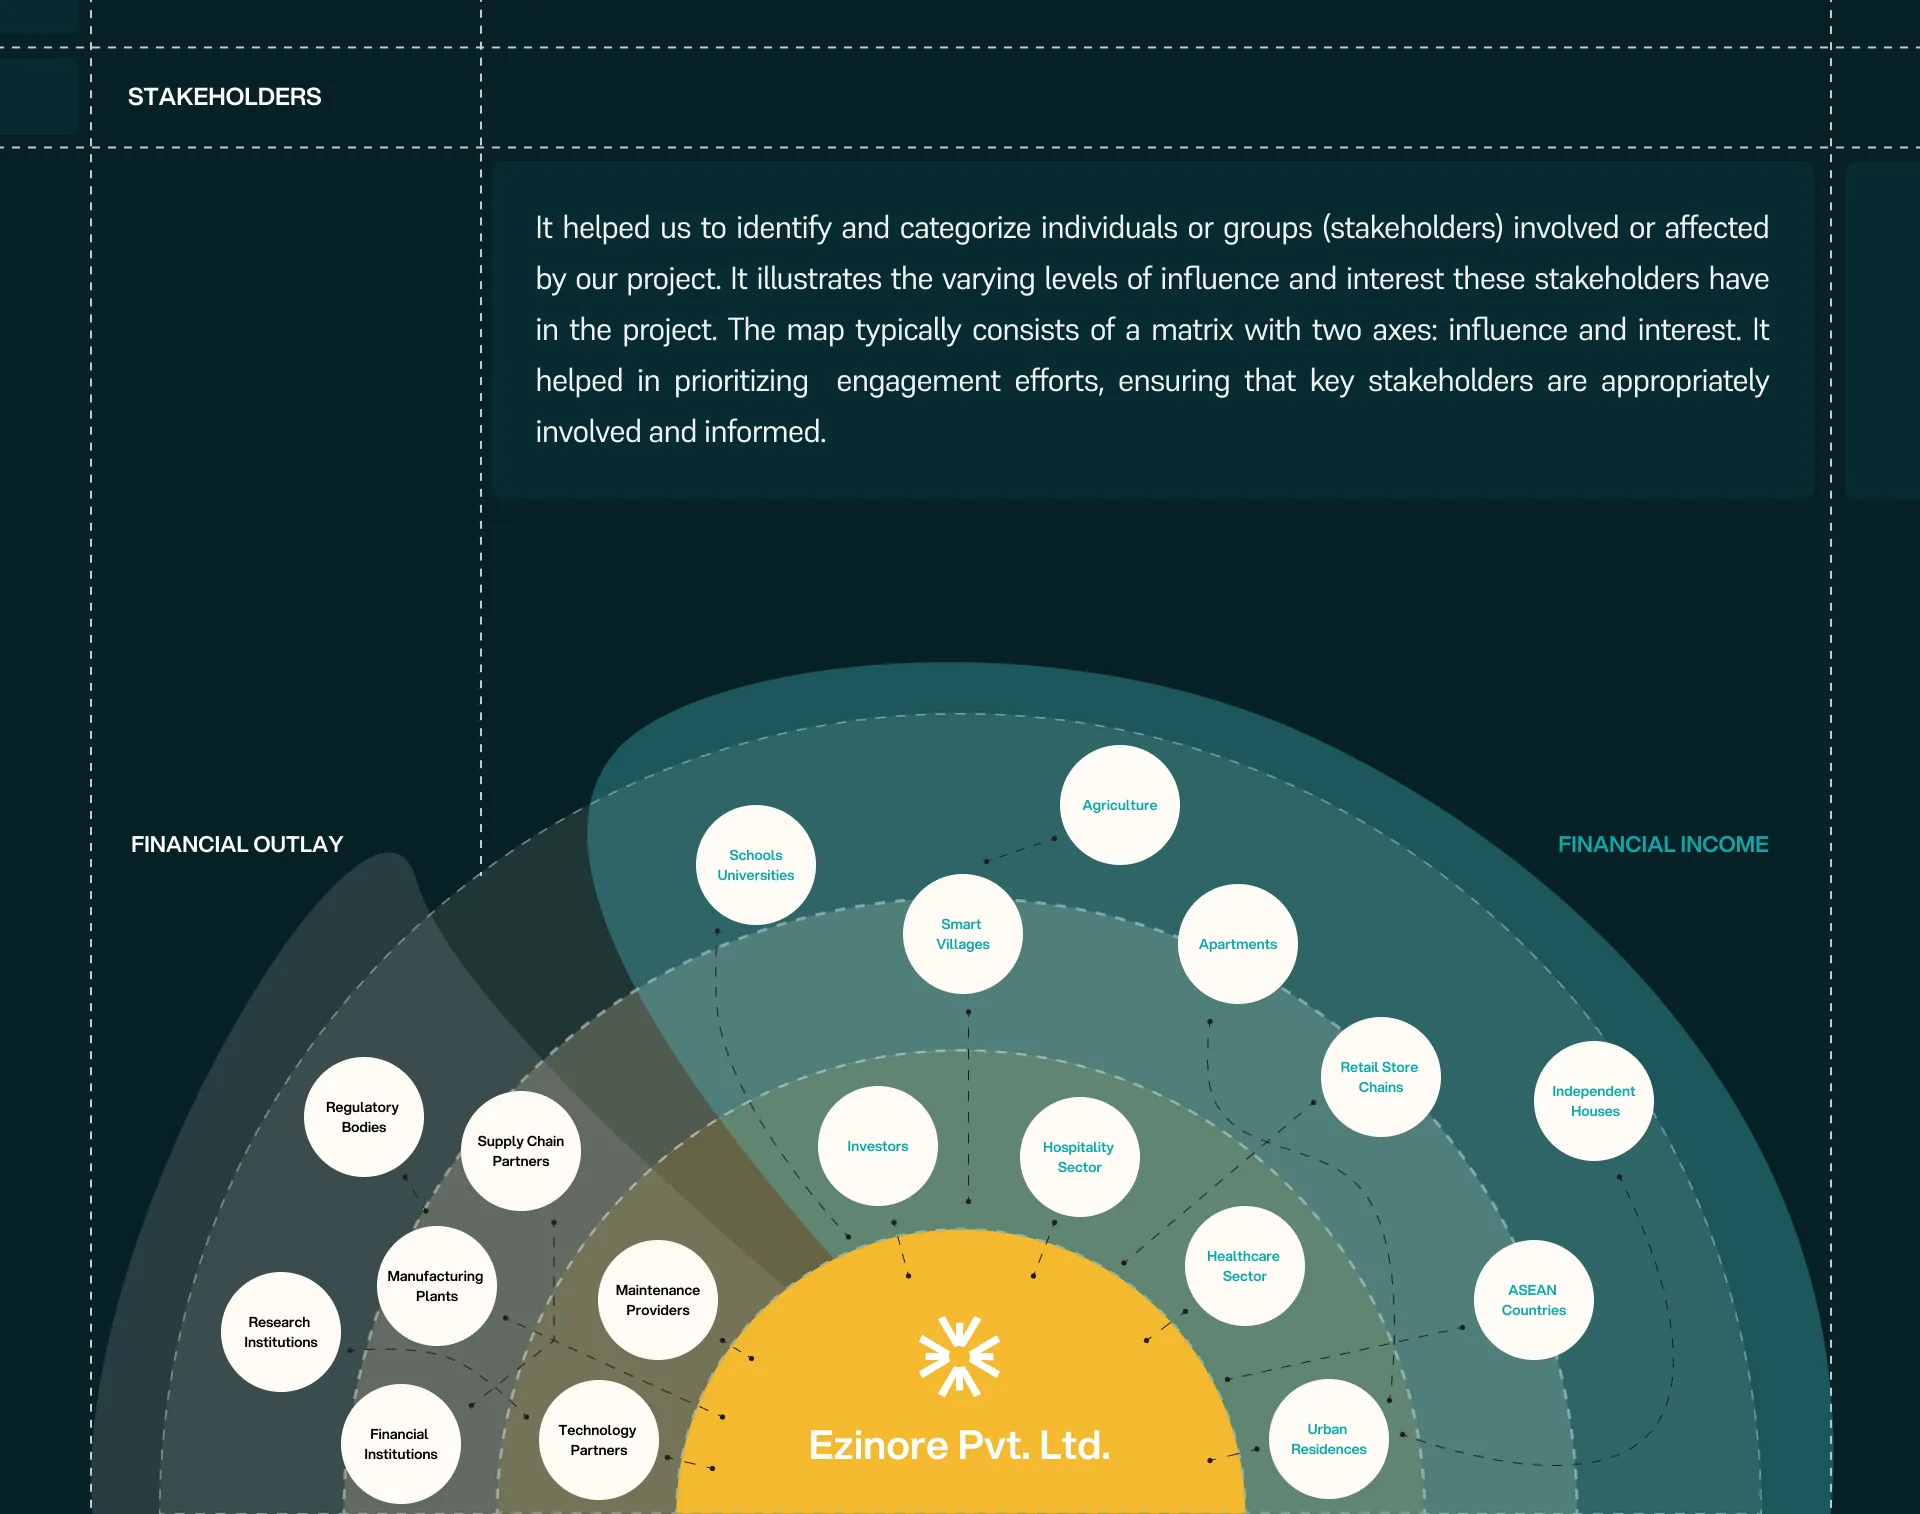 STAKEHOLDERS
It helped us to identify and categorize individuals or groups (stakeholders) involved or affected
by our project. It illustrates the varying levels of influence and interest these stakeholders have
in the project. The map typically consists of a matrix with two axes: influence and interest. It
helped in prioritizing engagement efforts, ensuring that key stakeholders are appropriately
involved and informed.
FINANCIAL OUTLAY
FINANCIAL INCOME
Agriculture
Schools
Universities
Smart
Villages
Apartments
Retail Store
Chains
Independent
Houses
Regulatory
Bodies
Supply Chain
Partners
Investors
Hospitality
Sector
Healthcare
Sector
Manufacturing
Plants
Maintenance
Providers
ASEAN
Countries
Research
Institutions
Financial
Institutions
Technology
Partners
Ezinore Pvt. Ltd.
Urban
Residences